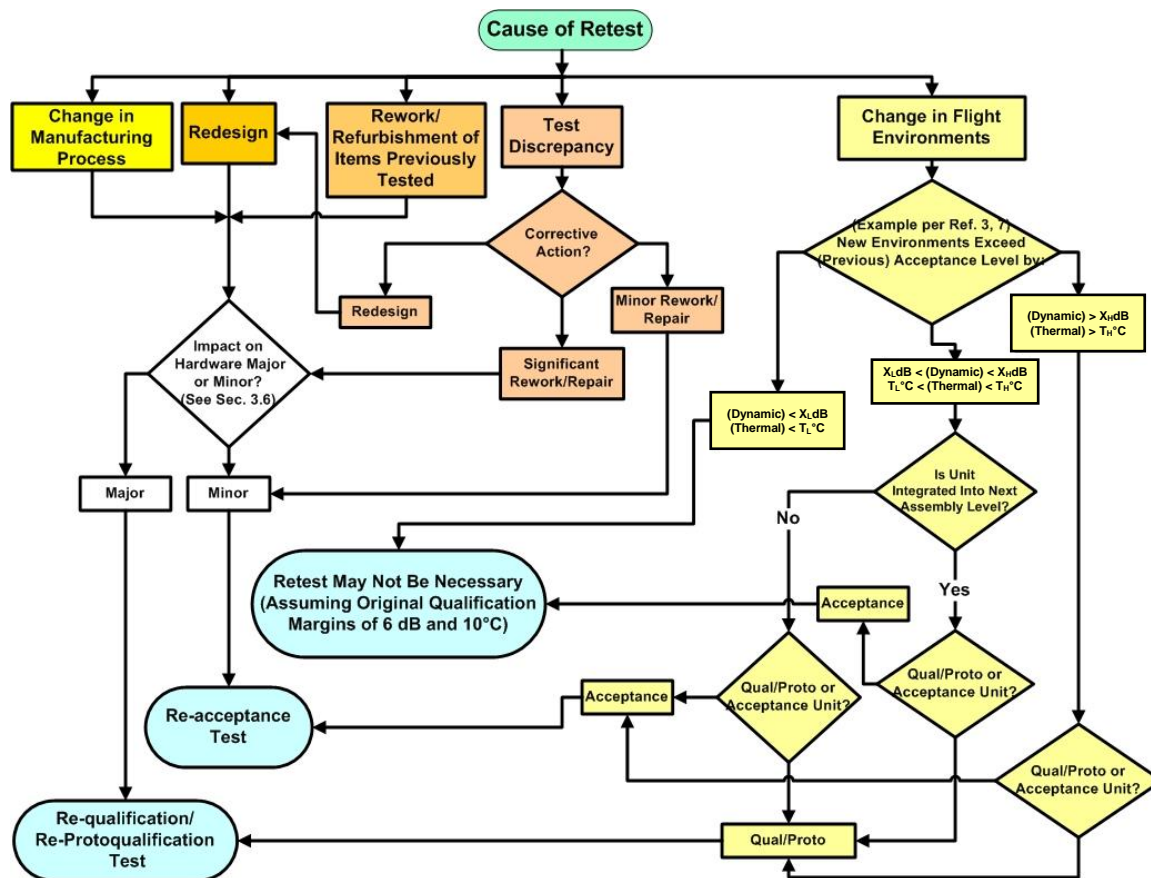 Cause of Retest
Change in
Manufacturing
Process
Redesign
Rework/
Refurbishment of
Items Previously
Tested
Test
Discrepancy
Change in Flight
Environments
(Example per Ref. 3, 7)
New Environments Exceed
(Previous) Acceptance Level by:
Corrective
Action?
Redesign
Minor Rework/
Repair
(Dynamic) > XHdB
(Thermal) > TH°C
Impact on
Hardware Major
or Minor?
(See Sec. 3.6)
Significant
Rework/Repair
XLdB < (Dynamic) < XHdB
TL°C < (Thermal) < TH°C
(Dynamic) < XLdB
(Thermal) < TL°C
Major
Minor
Is Unit
Integrated Into Next
Assembly Level?
No
Yes
Retest May Not Be Necessary
(Assuming Original Qualification
Margins of 6 dB and 10°C)
Acceptance
Qual/Proto or
Acceptance Unit?
Qual/Proto or
Acceptance Unit?
Acceptance
Re-acceptance
Test
Qual/Proto or
Acceptance Unit?
Re-qualification/
Re-Protoqualification
Test
Qual/Proto